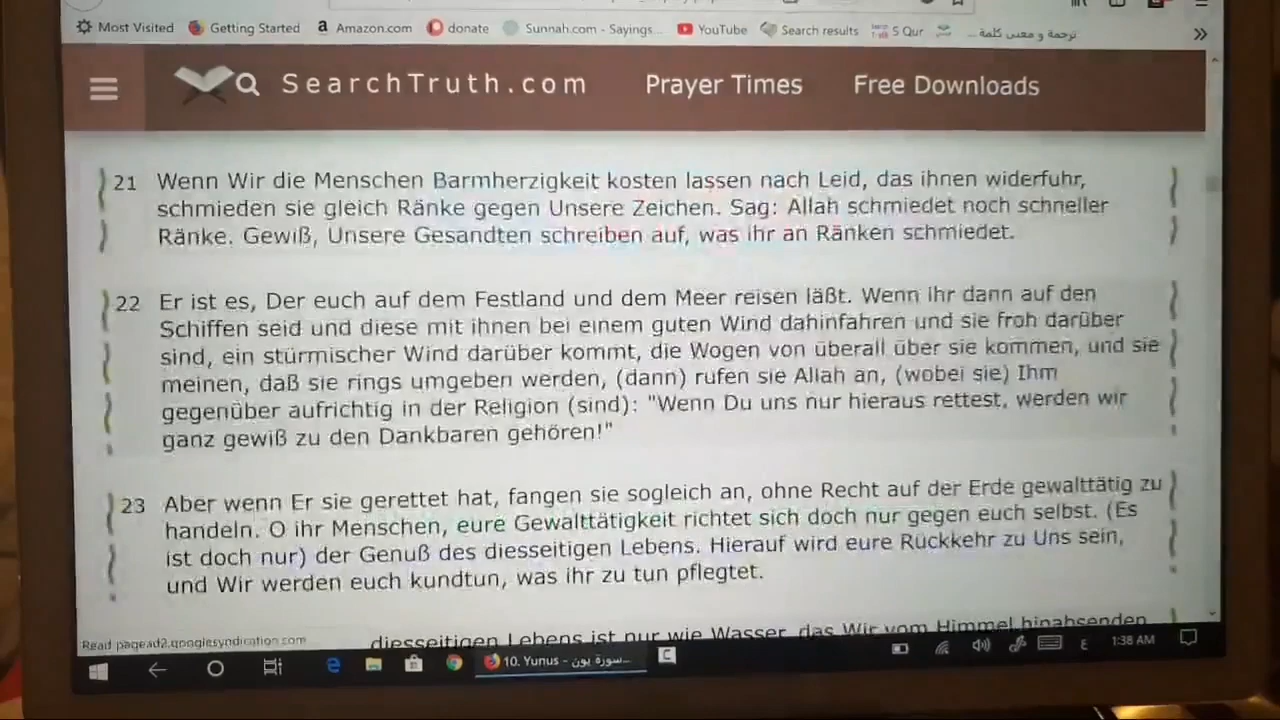 Most Visited Getting Started Amazon.com donate Sunnah.com - Sayings... YouTube Search results S Qur ترجمة و معنى كلمة ...
SearchTruth.com Prayer Times Free Downloads
21 Wenn Wir die Menschen Barmherzigkeit kosten lassen nach Leid, das ihnen widerfuhr,
schmieden sie gleich Ränke gegen Unsere Zeichen. Sag: Allah schmiedet noch schneller
Ränke. Gewiß, Unsere Gesandten schreiben auf, was ihr an Ränken schmiedet.
22 Er ist es, Der euch auf dem Festland und dem Meer reisen läßt. Wenn ihr dann auf den
Schiffen seid und diese mit ihnen bei einem guten Wind dahinfahren und sie froh darüber
sind, ein stürmischer Wind darüber kommt, die Wogen von überall über sie kommen, und sie
meinen, daß sie rings umgeben werden, (dann) rufen sie Allah an, (wobei sie) Ihm
gegenüber aufrichtig in der Religion (sind): "Wenn Du uns nur hieraus rettest, werden wir
ganz gewiß zu den Dankbaren gehören!"
23 Aber wenn Er sie gerettet hat, fangen sie sogleich an, ohne Recht auf der Erde gewalttätig zu
handeln. O ihr Menschen, eure Gewalttätigkeit richtet sich doch nur gegen euch selbst. (Es
ist doch nur) der Genuß des diesseitigen Lebens. Hierauf wird eure Rückkehr zu Uns sein,
und Wir werden euch kundtun, was ihr zu tun pflegtet.
diesseitigen Lebens ist nur wie Wasser, das Wir vom Himmel hinabsenden
Read pagead2.googlesyndication.com
10. Yunus - سورة يون... 1:38 AM